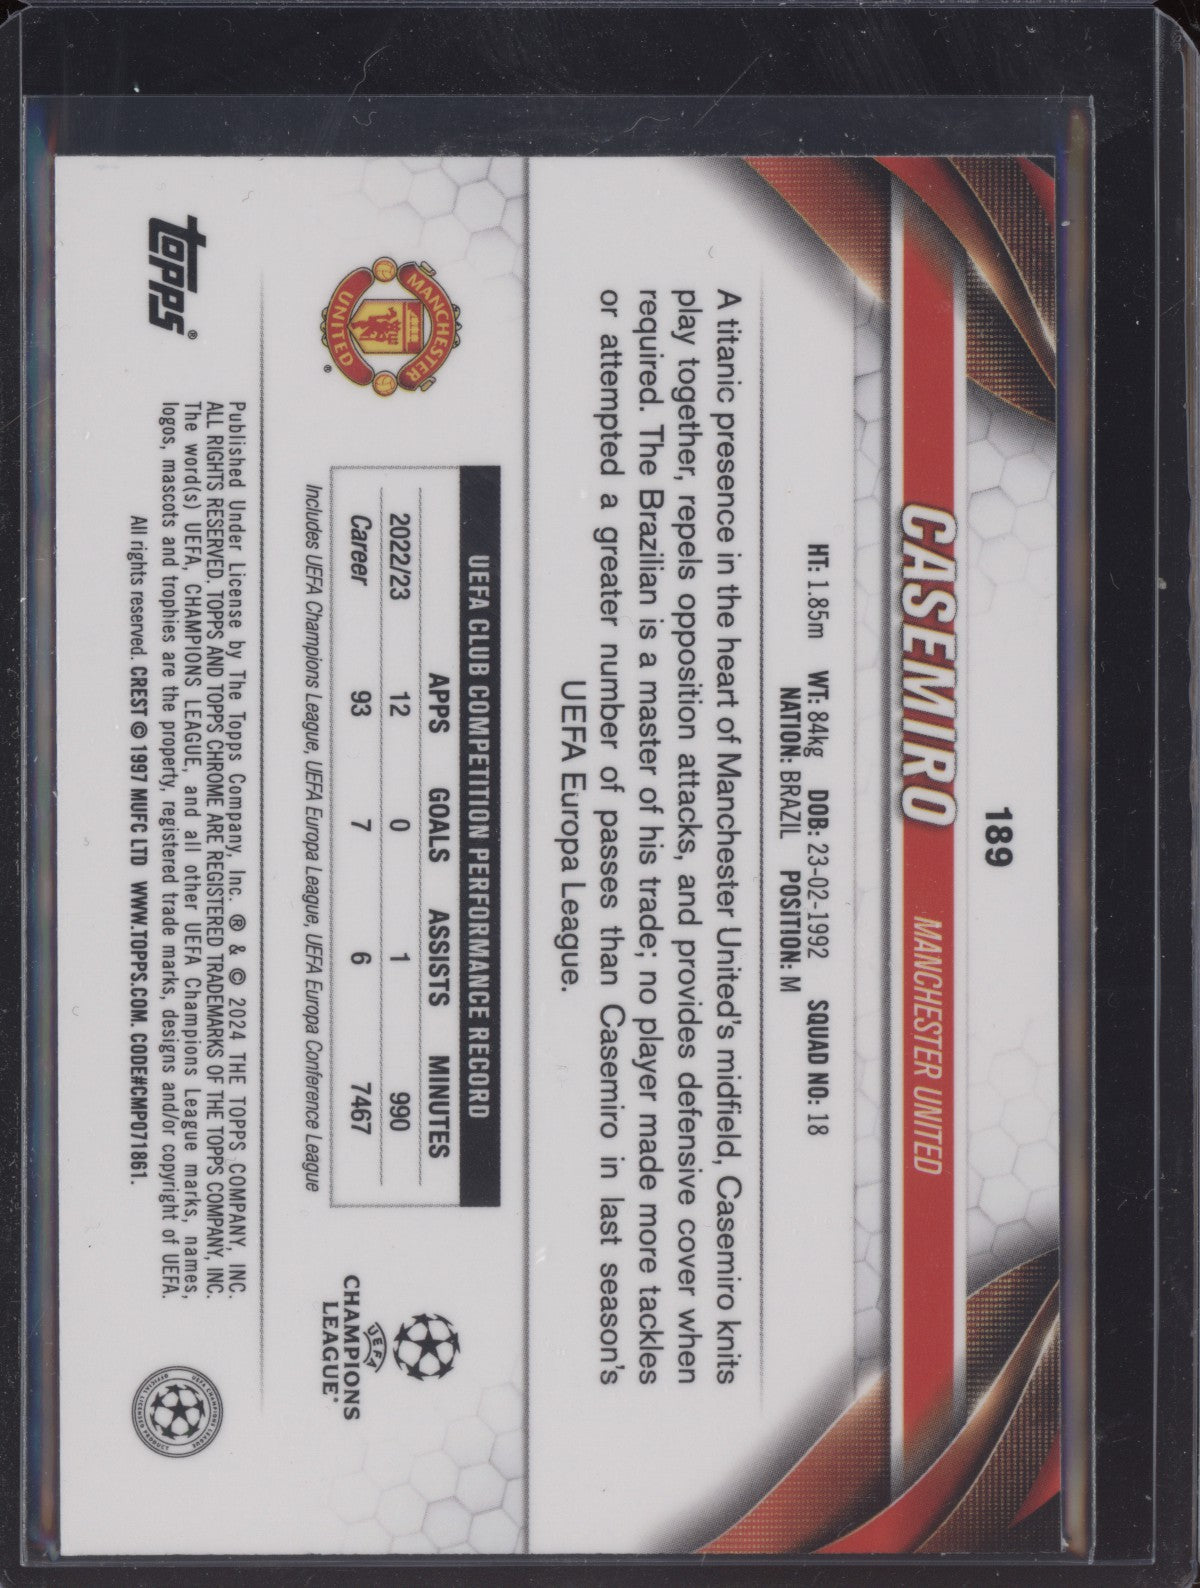 189
CASEMIRO MANCHESTER UNITED
HT: 1.85m WT: 84kg DOB: 23-02-1992 SQUAD NO: 18
NATION: BRAZIL POSITION: M
A titanic presence in the heart of Manchester United's midfield, Casemiro knits
play together, repels opposition attacks, and provides defensive cover when
required. The Brazilian is a master of his trade; no player made more tackles
or attempted a greater number of passes than Casemiro in last season's
UEFA Europa League.
MANCHESTER
UNITED
®
UEFA CLUB COMPETITION PERFORMANCE RECORD
APPS GOALS ASSISTS MINUTES
2022/23 12 0 1 990
Career 93 7 6 7467
Includes UEFA Champions League, UEFA Europa League, UEFA Europa Conference League
UEFA
CHAMPIONS
LEAGUE®
topps®
Published Under License by The Topps Company, Inc. ® & © 2024 THE TOPPS COMPANY, INC.
ALL RIGHTS RESERVED. TOPPS AND TOPPS CHROME ARE REGISTERED TRADEMARKS OF THE TOPPS COMPANY, INC.
The word(s) UEFA, CHAMPIONS LEAGUE, and all other UEFA Champions League marks, names,
logos, mascots and trophies are the property, registered trade marks, designs and/or copyright of UEFA.
All rights reserved. CREST © 1997 MUFC LTD WWW.TOPPS.COM. CODE#CMP071861.
UEFA CHAMPIONS LEAGUE
OFFICIAL LICENSED PRODUCT